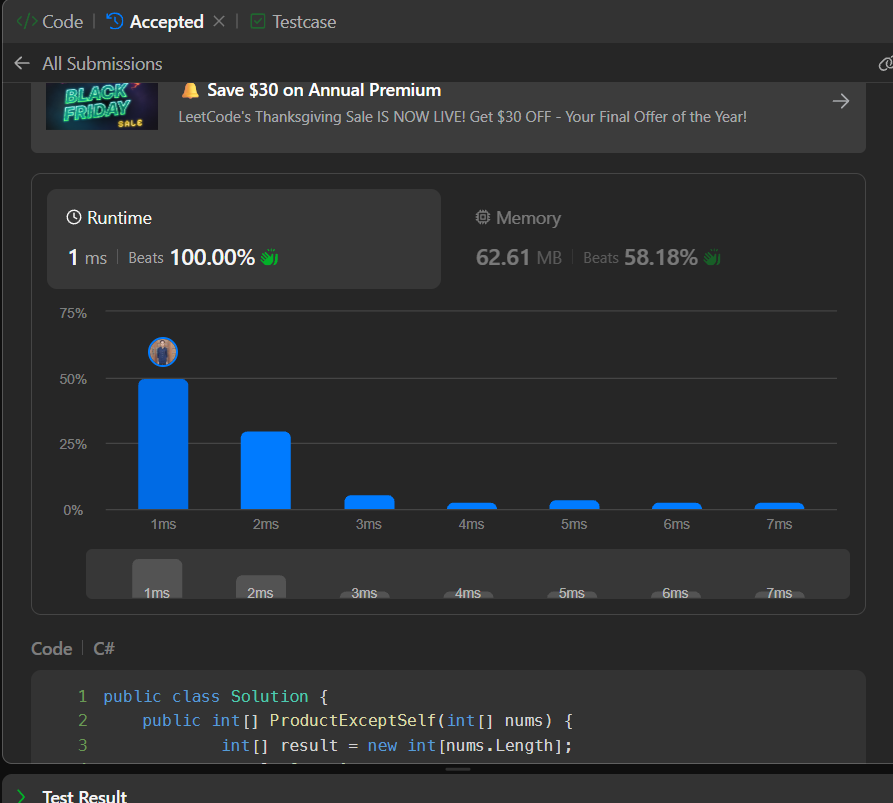 </> Code | Accepted × | Testcase
← All Submissions
BLACK
FRIDAY
SALE
Save $30 on Annual Premium
LeetCode's Thanksgiving Sale IS NOW LIVE! Get $30 OFF - Your Final Offer of the Year!
Runtime
1 ms | Beats 100.00%
Memory
62.61 MB | Beats 58.18%
75%
50%
25%
0%
1ms 2ms 3ms 4ms 5ms 6ms 7ms
1ms 2ms 3ms 4ms 5ms 6ms 7ms
Code | C#
1 public class Solution {
2 public int[] ProductExceptSelf(int[] nums) {
3 int[] result = new int[nums.Length];
Test Result